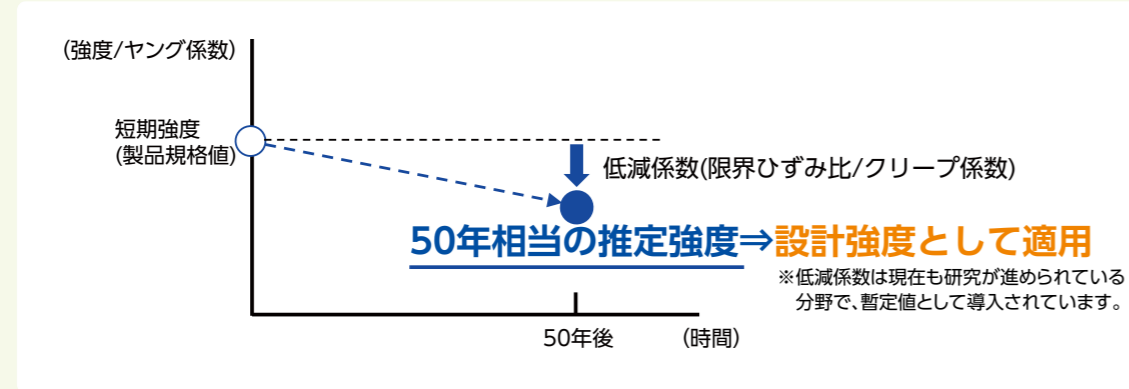 (強度/ヤング係数)
短期強度
(製品規格値)
低減係数(限界ひずみ比/クリープ係数)
50年相当の推定強度⇒設計強度として適用
※低減係数は現在も研究が進められている
分野で、暫定値として導入されています。
50年後
(時間)